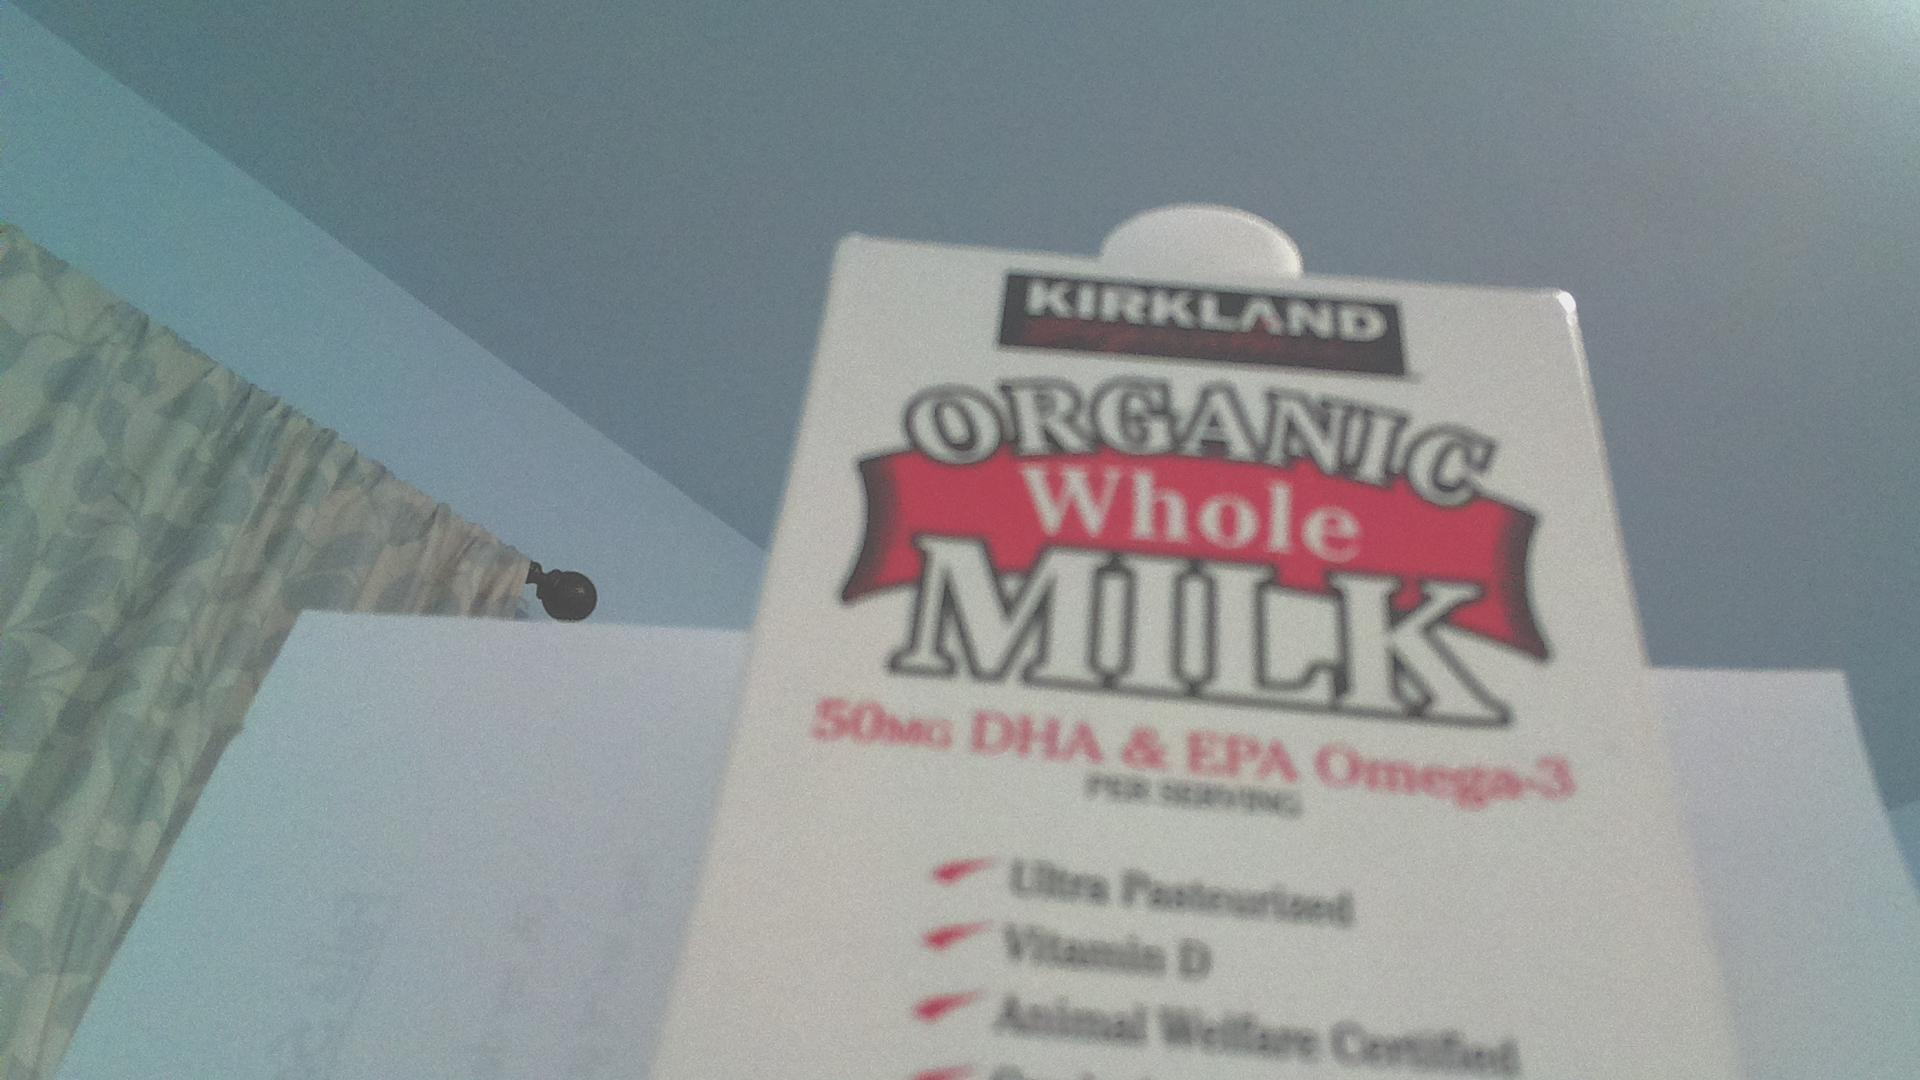 KIRKLAND
ORGANIC
Whole
MILK
50MG DHA & EPA Omega-3
PER SERVING
Ultra Pasteurized
Vitamin D
Animal Welfare Certified